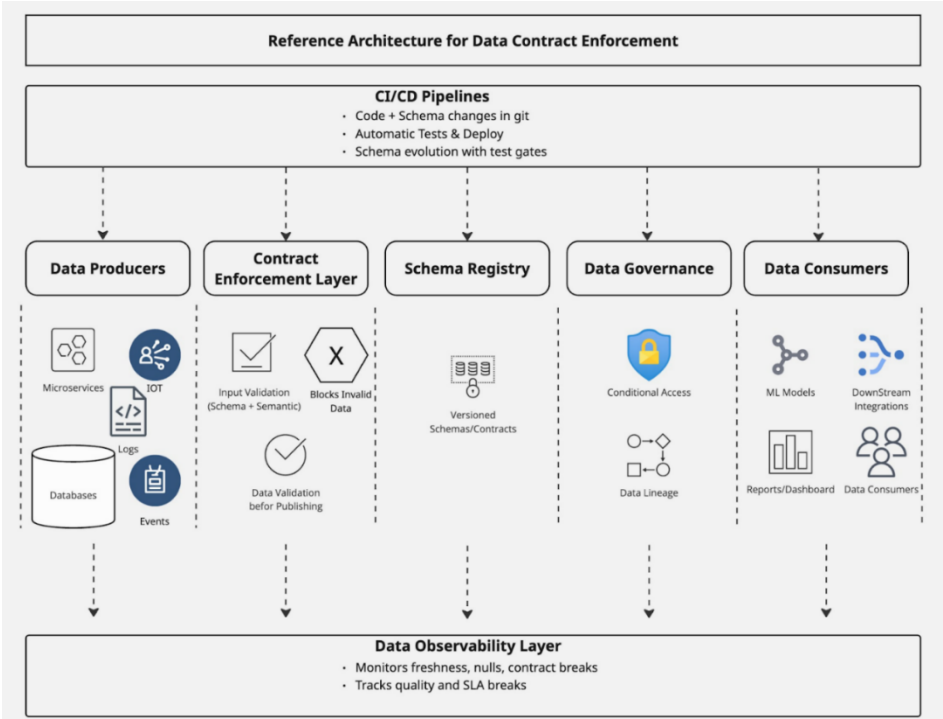 Reference Architecture for Data Contract Enforcement
CI/CD Pipelines
· Code + Schema changes in git
· Automatic Tests & Deploy
· Schema evolution with test gates
Data Producers
Contract
Enforcement Layer
Schema Registry
Data Governance
Data Consumers
Microservices
IOT
Logs
Databases
Events
Input Validation
(Schema + Semantic)
X
Blocks Invalid
Data
Data Validation
befor Publishing
Versioned
Schemas/Contracts
Conditional Access
Data Lineage
ML Models
DownStream
Integrations
Reports/Dashboard
Data Consumers
Data Observability Layer
· Monitors freshness, nulls, contract breaks
· Tracks quality and SLA breaks